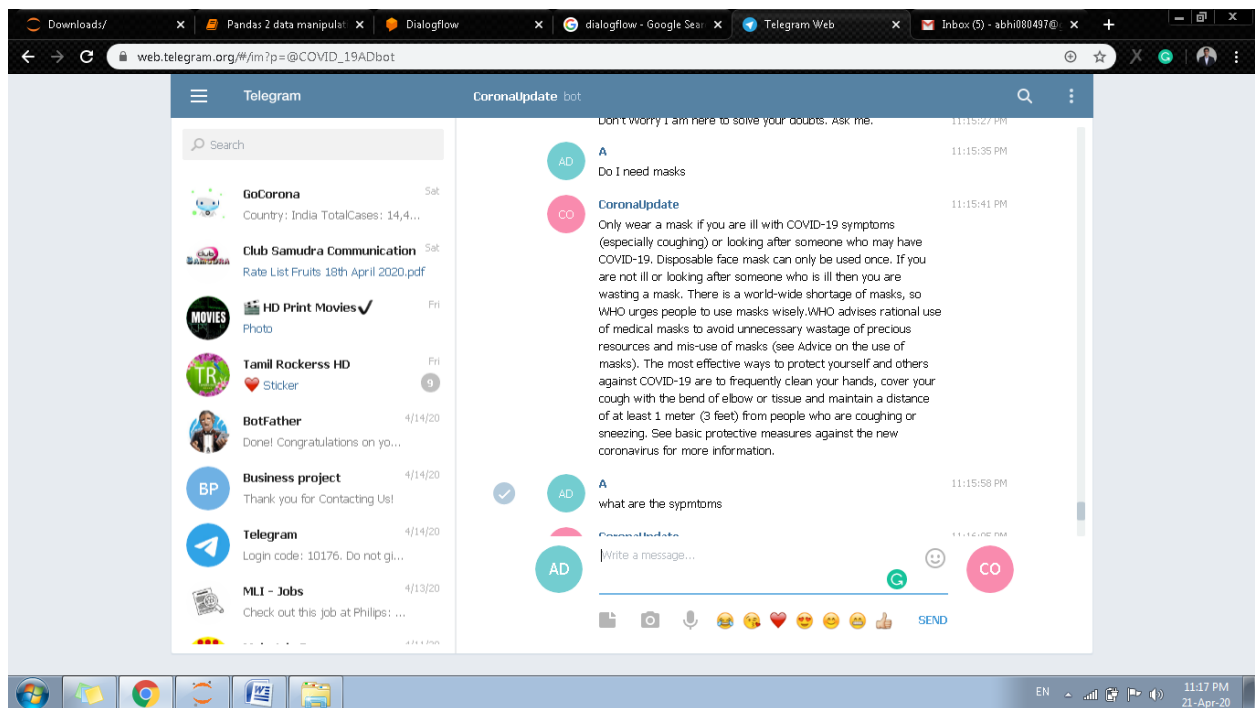 Downloads/
Pandas 2 data manipulati
Dialogflow
dialogflow - Google Sear
Telegram Web
Inbox (5) - abhi080497@
web.telegram.org/#/im?p=@COVID_19ADbot
Telegram
CoronaUpdate bot
Search
GoCorona Sat
Country: India TotalCases: 14,4...
Club Samudra Communication Sat
Rate List Fruits 18th April 2020.pdf
MOVIES
HD Print Movies Fri
Photo
TR
Tamil Rockerss HD Fri
Sticker 9
BotFather 4/14/20
Done! Congratulations on yo...
BP
Business project 4/14/20
Thank you for Contacting Us!
Telegram 4/14/20
Login code: 10176. Do not gi...
MLI - Jobs 4/13/20
Check out this job at Philips: ...
Don't Worry I am here to solve your doubts. Ask me. 11:15:27 PM
AD
A 11:15:35 PM
Do I need masks
CO
CoronaUpdate 11:15:41 PM
Only wear a mask if you are ill with COVID-19 symptoms
(especially coughing) or looking after someone who may have
COVID-19. Disposable face mask can only be used once. If you
are not ill or looking after someone who is ill then you are
wasting a mask. There is a world-wide shortage of masks, so
WHO urges people to use masks wisely.WHO advises rational use
of medical masks to avoid unnecessary wastage of precious
resources and mis-use of masks (see Advice on the use of
masks). The most effective ways to protect yourself and others
against COVID-19 are to frequently clean your hands, cover your
cough with the bend of elbow or tissue and maintain a distance
of at least 1 meter (3 feet) from people who are coughing or
sneezing. See basic protective measures against the new
coronavirus for more information.
AD
A 11:15:58 PM
what are the sypmtoms
CoronaUpdate 11:16:05 PM
AD
Write a message...
CO
SEND
EN
11:17 PM
21-Apr-20